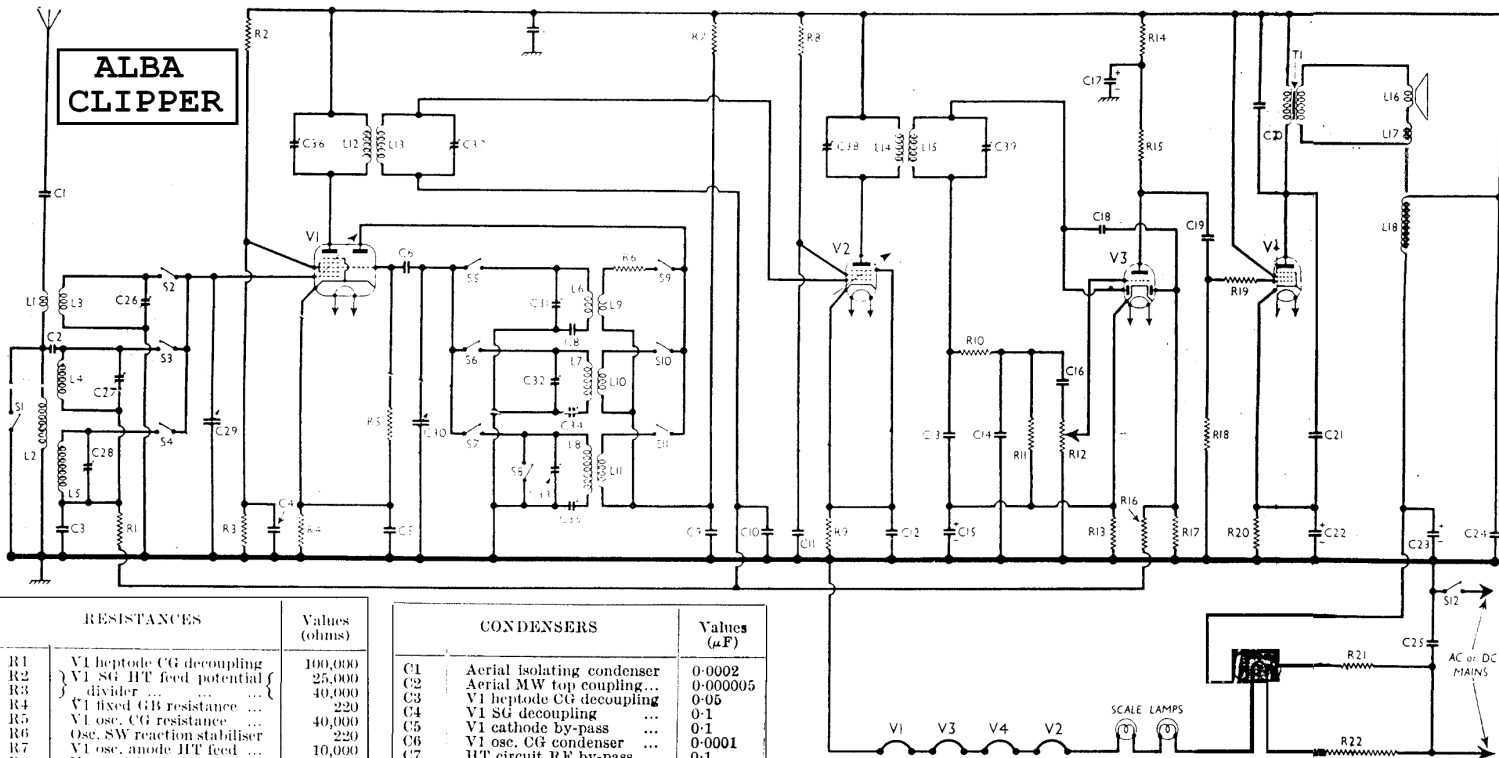 ALBA
CLIPPER
R2
R7
R8
R14
C17
T1
L16
L17
C36
L12
L13
C37
C38
L14
L15
C39
R15
L18
C1
V1
C6
V2
C18
V3
C19
R19
S5
R6
S9
L6
C31
L9
C8
L1
L3
C26
S2
C2
S3
L4
C27
S6
L7
S10
C32
L10
C34
R10
C16
S1
L2
C29
S4
C28
L5
C30
S7
L8
S8
L11
C35
C13
C14
R11
R12
R18
C21
C3
R1
R3
C4
R4
C5
C10
C11
R9
C12
C15
R13
R16
R17
R20
C22
C23
C24
S12
C25
R21
AC or DC
MAINS
SCALE LAMPS
V1
V3
V4
V2
R22
RESISTANCES
Values
(ohms)
R1 V1 heptode CG decoupling 100,000
R2 } V1 SG HT feed potential { 25,000
R3 } divider ... ... ... { 40,000
R4 V1 fixed GB resistance ... 220
R5 V1 osc. CG resistance ... 40,000
R6 Osc. SW reaction stabiliser 220
R7 V1 osc. anode HT feed ... 10,000
CONDENSERS
Values
(μF)
C1 Aerial isolating condenser 0·0002
C2 Aerial MW top coupling... 0·000005
C3 V1 heptode CG decoupling 0·05
C4 V1 SG decoupling ... 0·1
C5 V1 cathode by-pass ... 0·1
C6 V1 osc. CG condenser ... 0·0001
C7 HT circuit RF by-pass 0·1